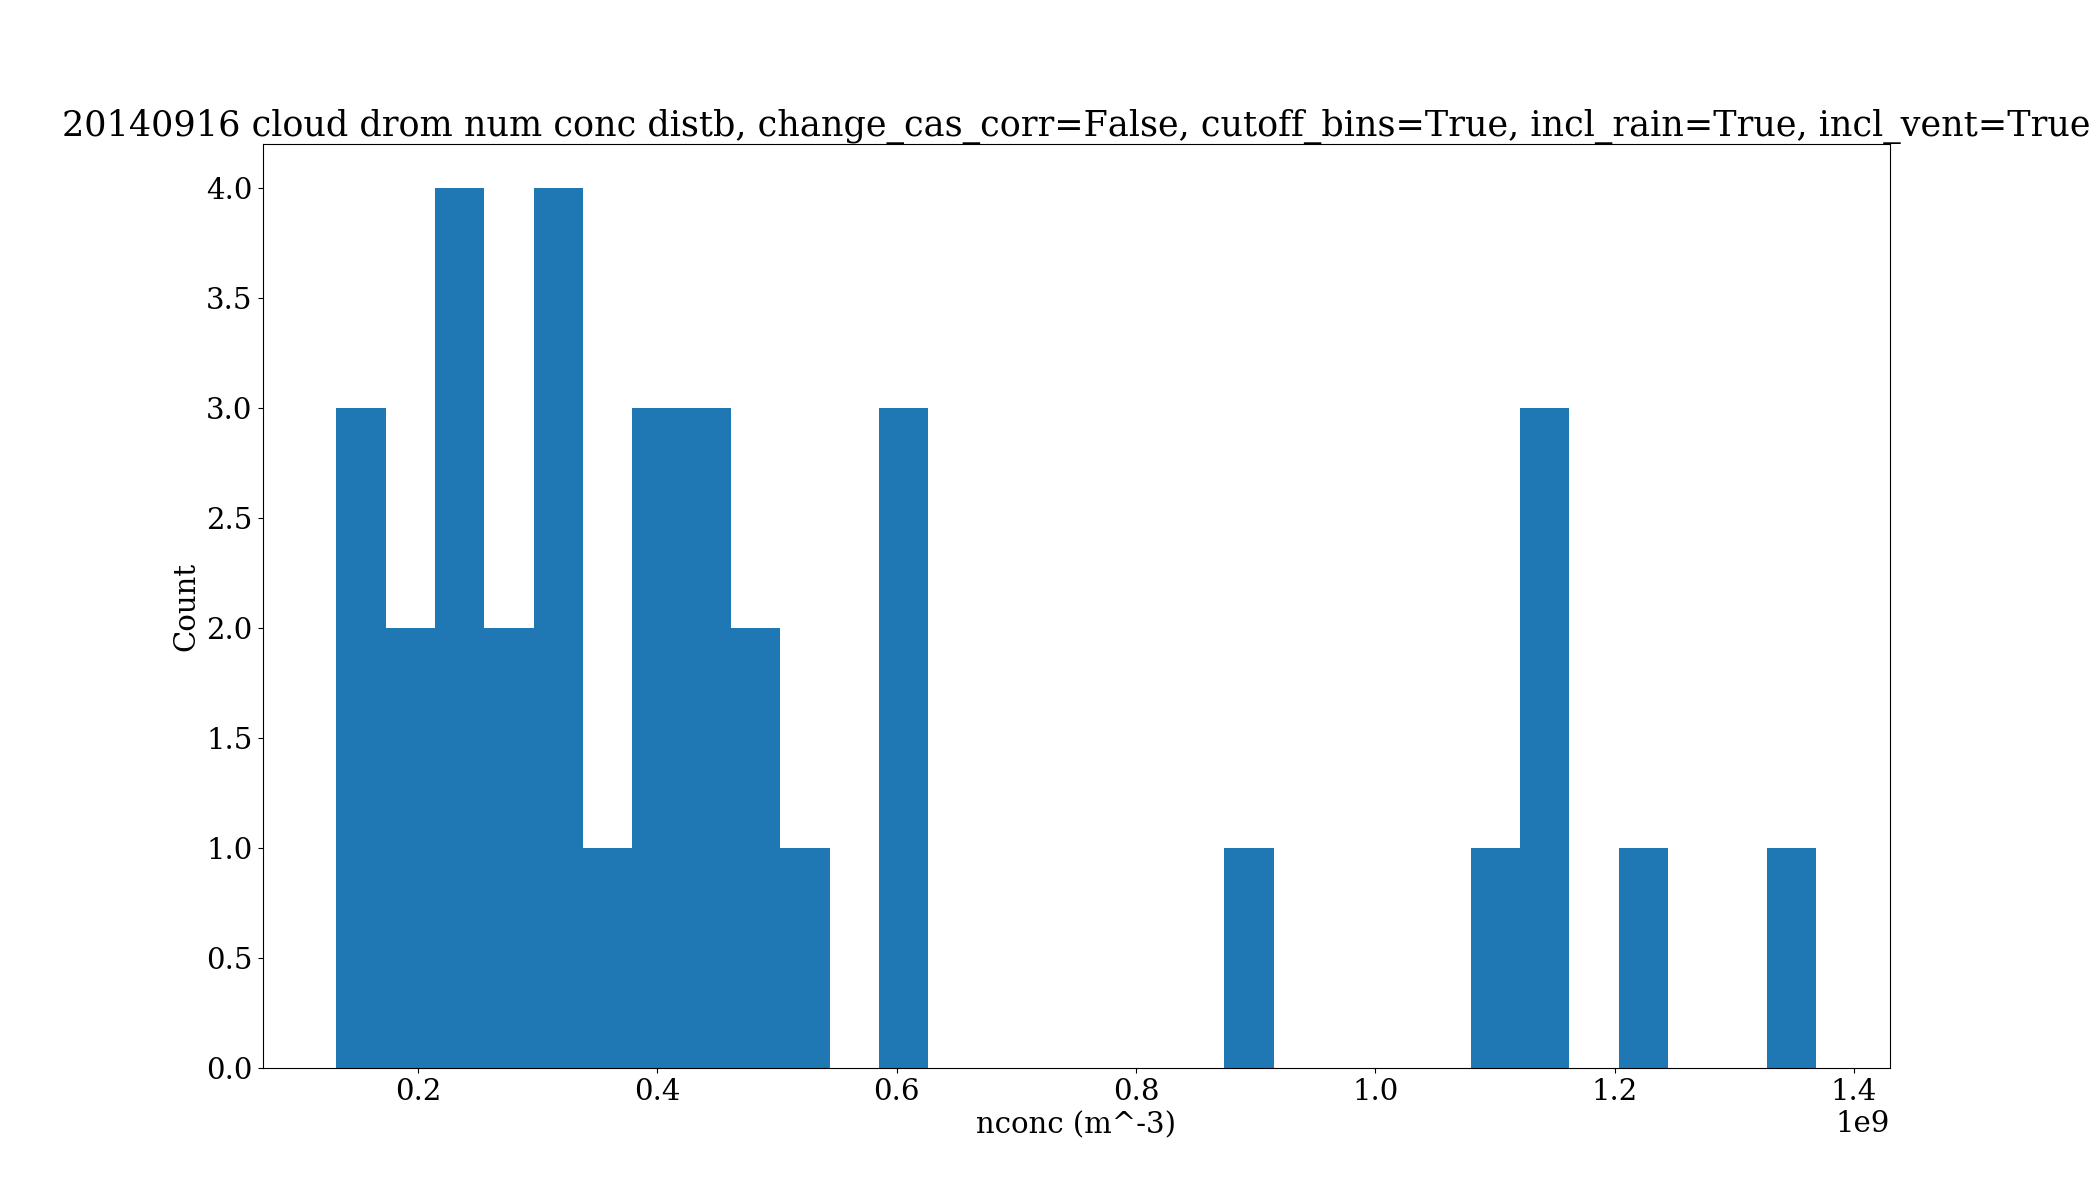 20140916 cloud drom num conc distb, change_cas_corr=False, cutoff_bins=True, incl_rain=True, incl_vent=True
4.0
3.5
3.0
2.5
2.0
1.5
1.0
0.5
0.0
Count
0.2 0.4 0.6 0.8 1.0 1.2 1.4
nconc (m^-3)
1e9